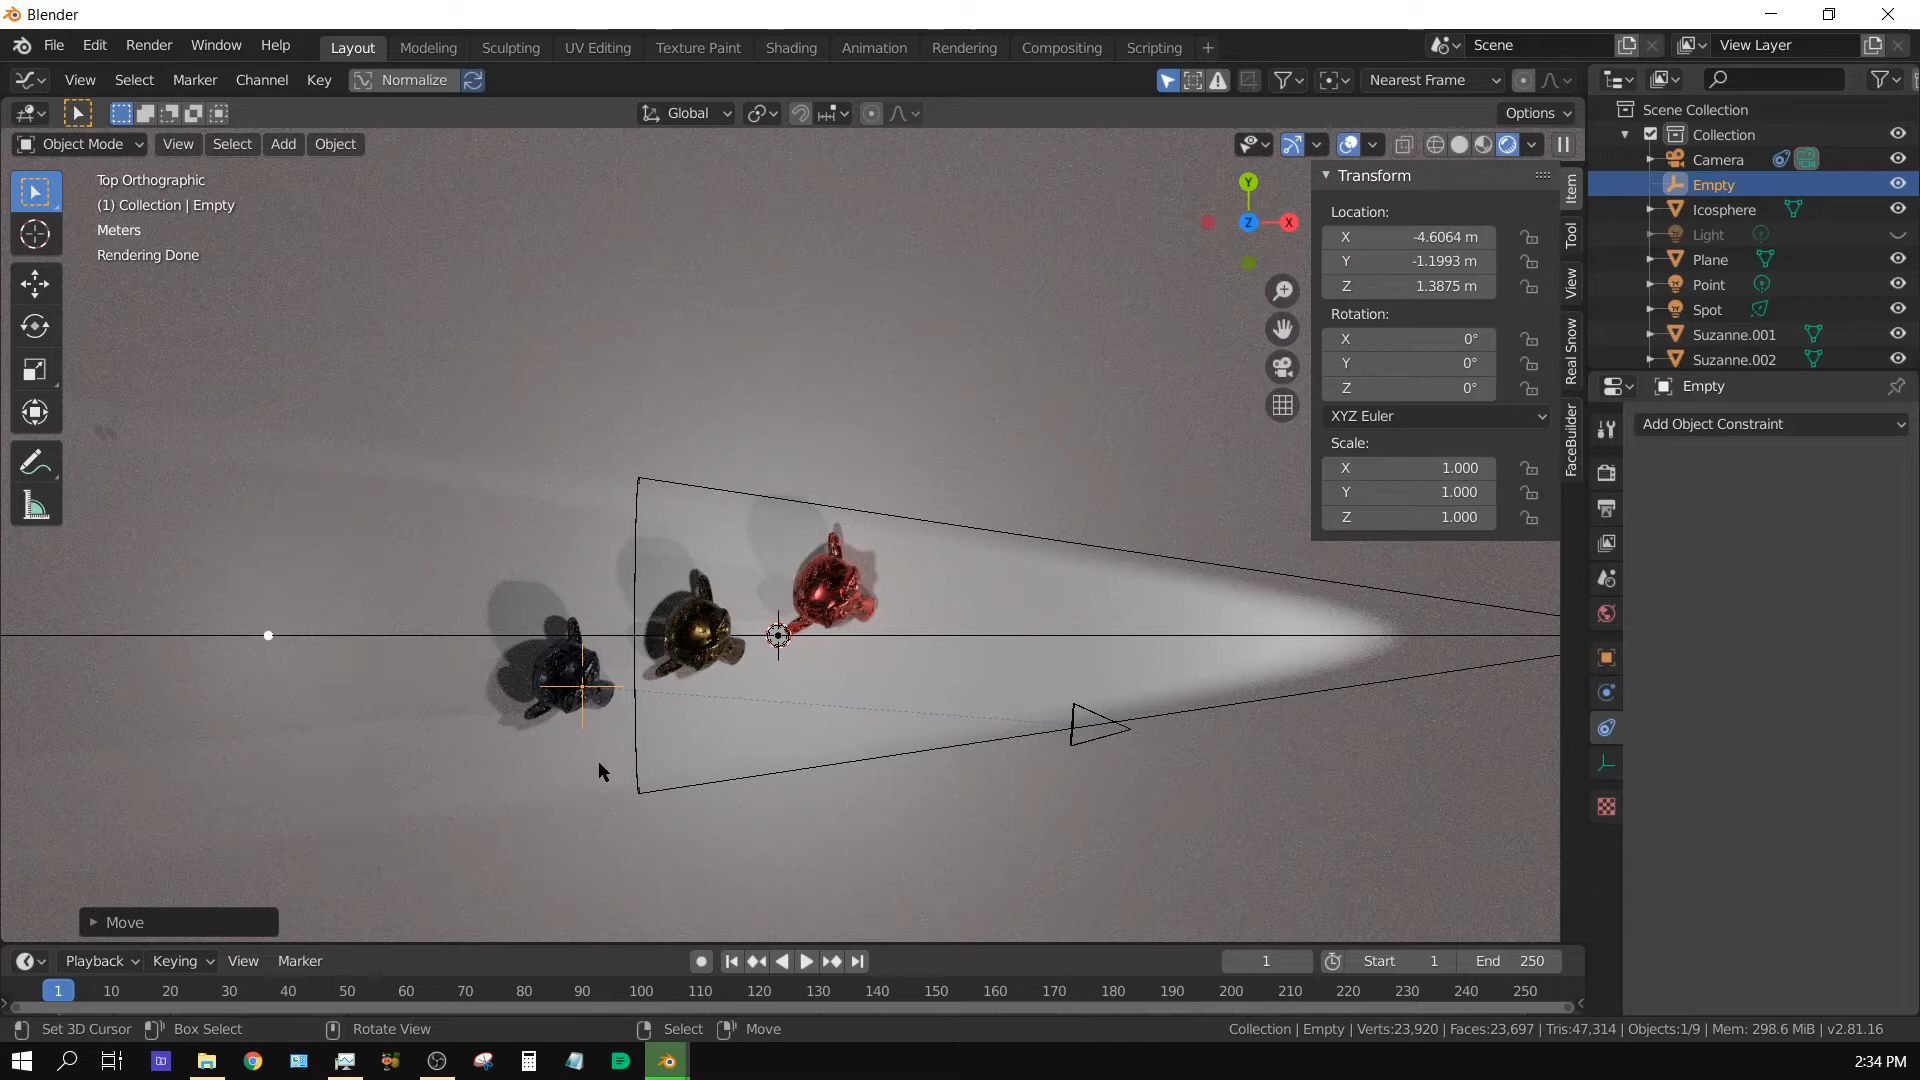 Blender
File Edit Render Window Help Layout Modeling Sculpting UV Editing Texture Paint Shading Animation Rendering Compositing Scripting + Scene View Layer
View Select Marker Channel Key Normalize Nearest Frame
Global Options
Object Mode View Select Add Object
Top Orthographic
(1) Collection | Empty
Meters
Rendering Done
Y
Z X
Transform
Location:
X -4.6064 m
Y -1.1993 m
Z 1.3875 m
Rotation:
X 0°
Y 0°
Z 0°
XYZ Euler
Scale:
X 1.000
Y 1.000
Z 1.000
Item
Tool
View
Real Snow
FaceBuilder
Scene Collection
Collection
Camera
Empty
Icosphere
Light
Plane
Point
Spot
Suzanne.001
Suzanne.002
Empty
Add Object Constraint
Move
Playback Keying View Marker 1 Start 1 End 250
1 10 20 30 40 50 60 70 80 90 100 110 120 130 140 150 160 170 180 190 200 210 220 230 240 250
Set 3D Cursor Box Select Rotate View Select Move Collection | Empty | Verts:23,920 | Faces:23,697 | Tris:47,314 | Objects:1/9 | Mem: 298.6 MiB | v2.81.16
2:34 PM